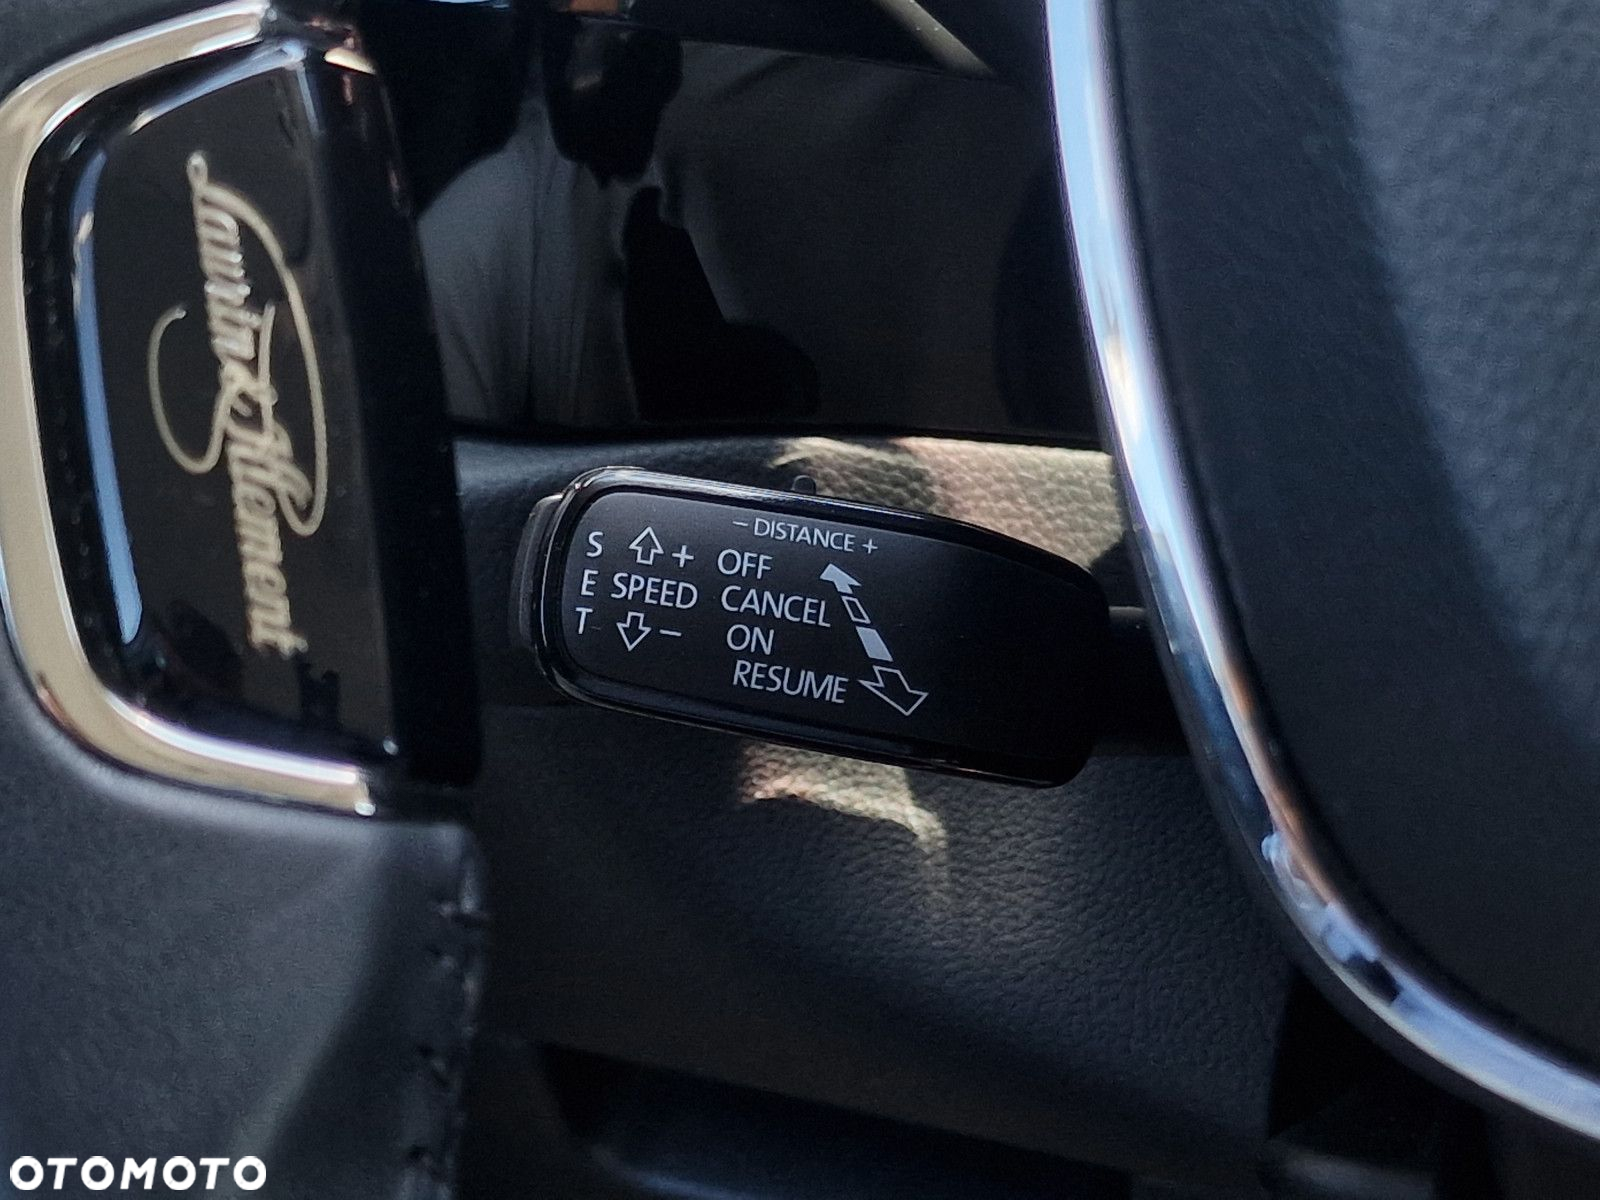 Laurin & Klement
- DISTANCE +
S + OFF
E SPEED CANCEL
T - ON
RESUME
OTOMOTO